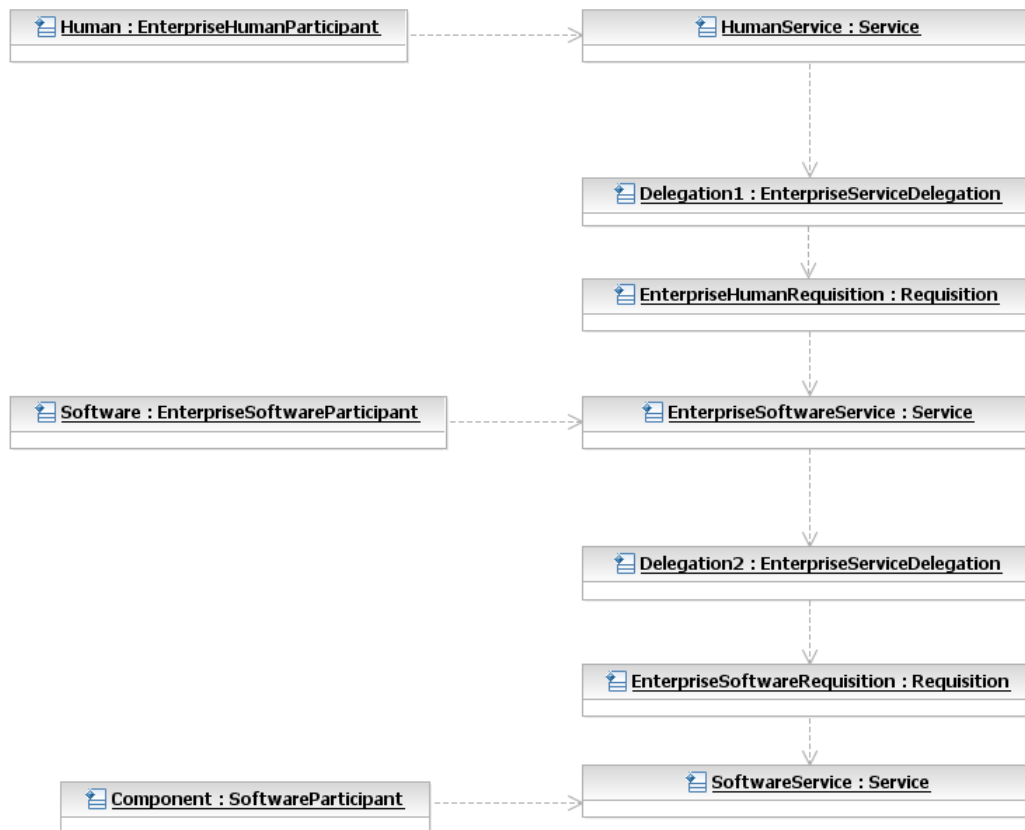 Human : EnterpriseHumanParticipant
HumanService : Service
Delegation1 : EnterpriseServiceDelegation
EnterpriseHumanRequisition : Requisition
Software : EnterpriseSoftwareParticipant
EnterpriseSoftwareService : Service
Delegation2 : EnterpriseServiceDelegation
EnterpriseSoftwareRequisition : Requisition
SoftwareService : Service
Component : SoftwareParticipant